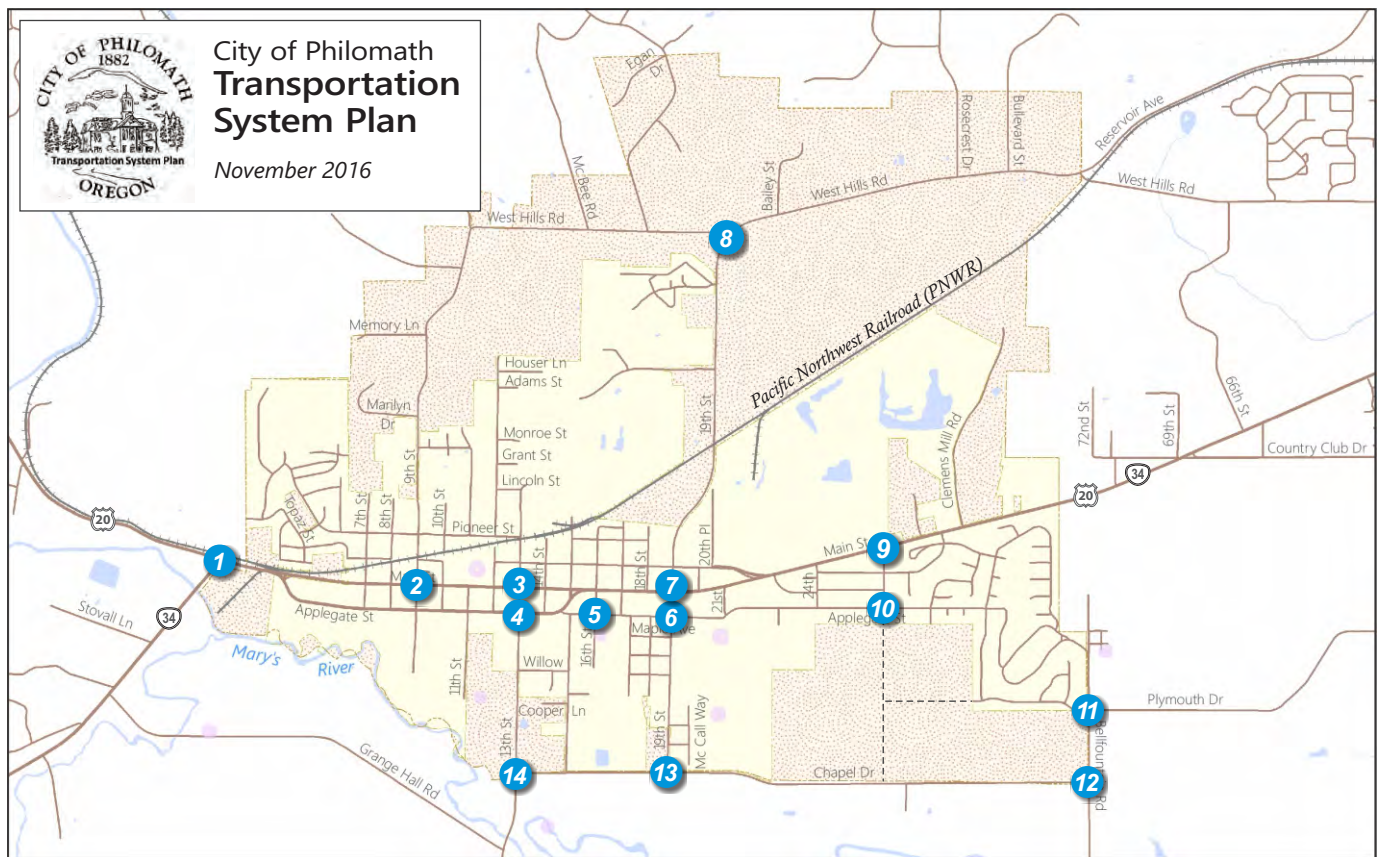 CITY OF PHILOMATH
1882
Transportation System Plan
OREGON
City of Philomath
Transportation
System Plan
November 2016
Egan
Dr
Mc Bee Rd
Bailey St
Rosecrest Dr
Bullevard St
Reservoir Ave
West Hills Rd
West Hills Rd
West Hills Rd
8
Pacific Northwest Railroad (PNWR)
Memory Ln
Marilyn
Dr
Houser Ln
Adams St
Monroe St
Grant St
Lincoln St
19th St
Clemens Mill Rd
72nd St
69th St
66th St
Country Club Dr
34
20
20
Topaz St
7th St
8th St
9th St
10th St
Pioneer St
14th St
18th St
20th Pl
Main St
9
1
2
3
7
24th
21st
34
Stovall Ln
Applegate St
4
5
6
10
Applegate St
Mary's
River
11th St
Willow
16th St
Cooper Ln
13th St
19th St
Mc Call Way
11
Plymouth Dr
Grange Hall Rd
14
13
Chapel Dr
12